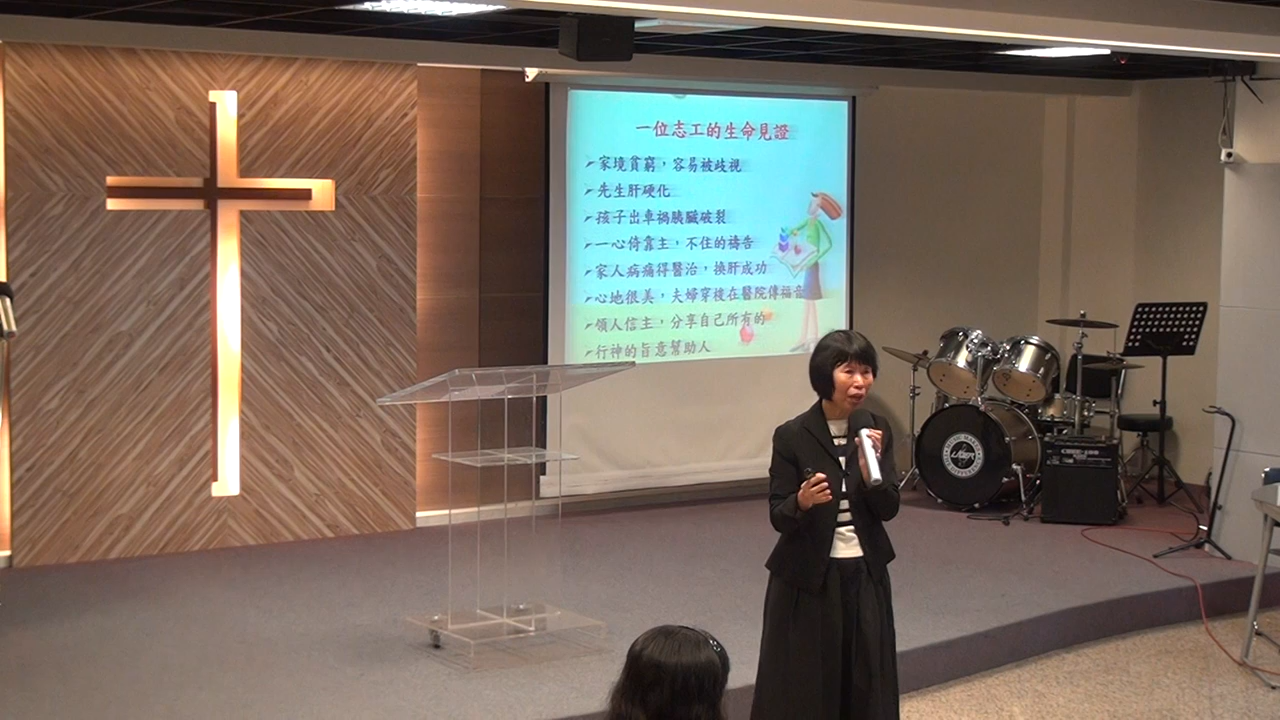 一位志工的生命見證
➢家境貧窮，容易被歧視
➢先生肝硬化
➢孩子出車禍胰臟破裂
➢一心倚靠主，不住的禱告
➢家人病痛得醫治，換肝成功
➢心地很美，夫婦穿梭在醫院傳福音
➢領人信主，分享自己所有的
➢行神的旨意幫助人